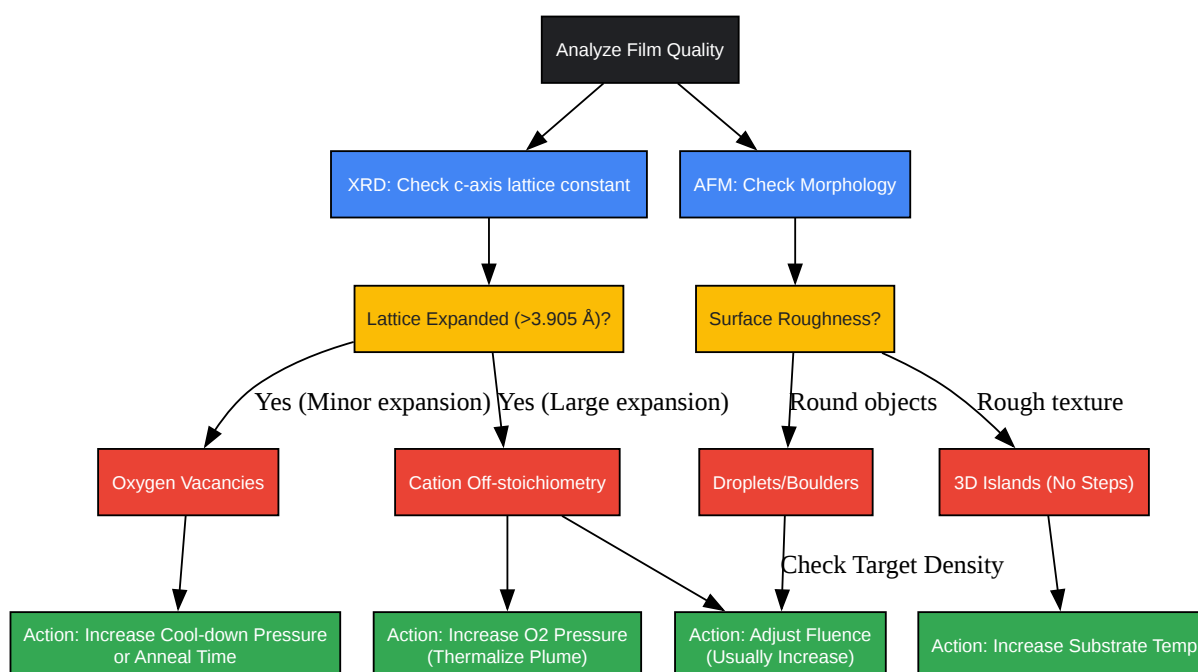 Analyze Film Quality
XRD: Check c-axis lattice constant
AFM: Check Morphology
Lattice Expanded (>3.905 Å)?
Surface Roughness?
Yes (Minor expansion)
Yes (Large expansion)
Round objects
Rough texture
Oxygen Vacancies
Cation Off-stoichiometry
Droplets/Boulders
3D Islands (No Steps)
Check Target Density
Action: Increase Cool-down Pressure
or Anneal Time
Action: Increase O2 Pressure
(Thermalize Plume)
Action: Adjust Fluence
(Usually Increase)
Action: Increase Substrate Temp